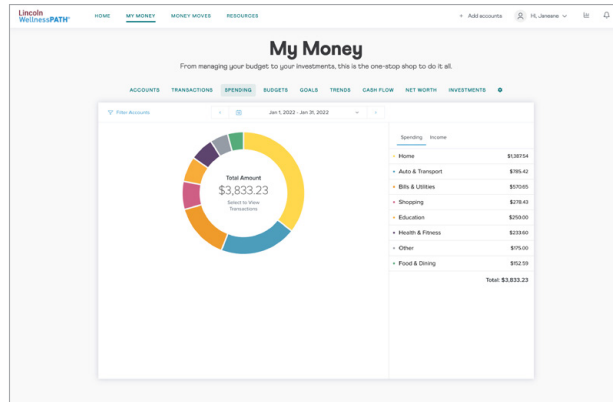 Lincoln
WellnessPATH®
HOME
MY MONEY
MONEY MOVES
RESOURCES
+ Add accounts
Hi, Janeane
My Money
From managing your budget to your investments, this is the one-stop shop to do it all.
ACCOUNTS
TRANSACTIONS
SPENDING
BUDGETS
GOALS
TRENDS
CASH FLOW
NET WORTH
INVESTMENTS
Filter Accounts
Jan 1, 2022 - Jan 31, 2022
Total Amount
$3,833.23
Select to View
Transactions
Spending Income
Home $1,387.54
Auto & Transport $785.42
Bills & Utilities $570.65
Shopping $278.43
Education $250.00
Health & Fitness $233.60
Other $175.00
Food & Dining $152.59
Total: $3,833.23